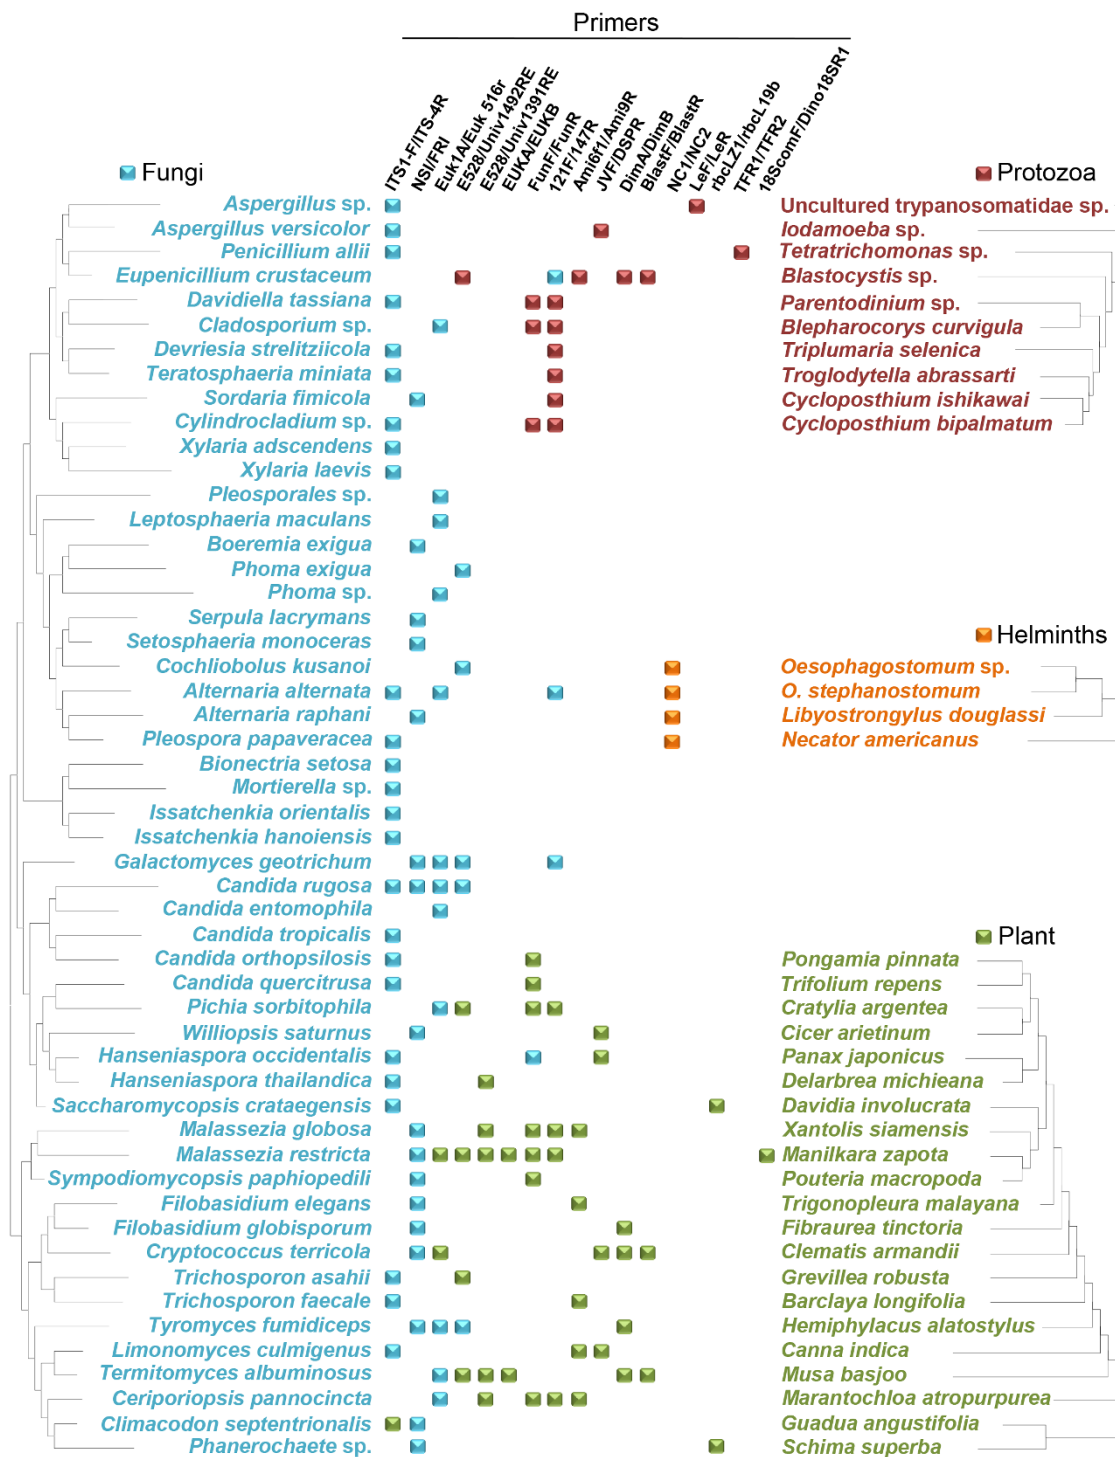 Primers
ITS1-F/ITS-4R
NSI/FRI
Euk1A/Euk 516r
E528/Univ1492RE
E528/Univ1391RE
EUKA/EUKB
FunF/FunR
121F/147R
Ami6f1/Ami9R
JVF/DSPR
DimA/DimB
BlastF/BlastR
NC1/NC2
LeF/LeR
rbcLZ1/rbcL19b
TFR1/TFR2
18ScomF/Dino18SR1
Fungi
Aspergillus sp.
Aspergillus versicolor
Penicillium allii
Eupenicillium crustaceum
Davidiella tassiana
Cladosporium sp.
Devriesia strelitziicola
Teratosphaeria miniata
Sordaria fimicola
Cylindrocladium sp.
Xylaria adscendens
Xylaria laevis
Pleosporales sp.
Leptosphaeria maculans
Boeremia exigua
Phoma exigua
Phoma sp.
Serpula lacrymans
Setosphaeria monoceras
Cochliobolus kusanoi
Alternaria alternata
Alternaria raphani
Pleospora papaveracea
Bionectria setosa
Mortierella sp.
Issatchenkia orientalis
Issatchenkia hanoiensis
Galactomyces geotrichum
Candida rugosa
Candida entomophila
Candida tropicalis
Candida orthopsilosis
Candida quercitrusa
Pichia sorbitophila
Williopsis saturnus
Hanseniaspora occidentalis
Hanseniaspora thailandica
Saccharomycopsis crataegensis
Malassezia globosa
Malassezia restricta
Sympodiomycopsis paphiopedili
Filobasidium elegans
Filobasidium globisporum
Cryptococcus terricola
Trichosporon asahii
Trichosporon faecale
Tyromyces fumidiceps
Limonomyces culmigenus
Termitomyces albuminosus
Ceriporiopsis pannocincta
Climacodon septentrionalis
Phanerochaete sp.
Protozoa
Uncultured trypanosomatidae sp.
Iodamoeba sp.
Tetratrichomonas sp.
Blastocystis sp.
Parentodinium sp.
Blepharocorys curvigula
Triplumaria selenica
Troglodytella abrassarti
Cycloposthium ishikawai
Cycloposthium bipalmatum
Helminths
Oesophagostomum sp.
O. stephanostomum
Libyostrongylus douglassi
Necator americanus
Plant
Pongamia pinnata
Trifolium repens
Cratylia argentea
Cicer arietinum
Panax japonicus
Delarbrea michieana
Davidia involucrata
Xantolis siamensis
Manilkara zapota
Pouteria macropoda
Trigonopleura malayana
Fibraurea tinctoria
Clematis armandii
Grevillea robusta
Barclaya longifolia
Hemiphylacus alatostylus
Canna indica
Musa basjoo
Marantochloa atropurpurea
Guadua angustifolia
Schima superba